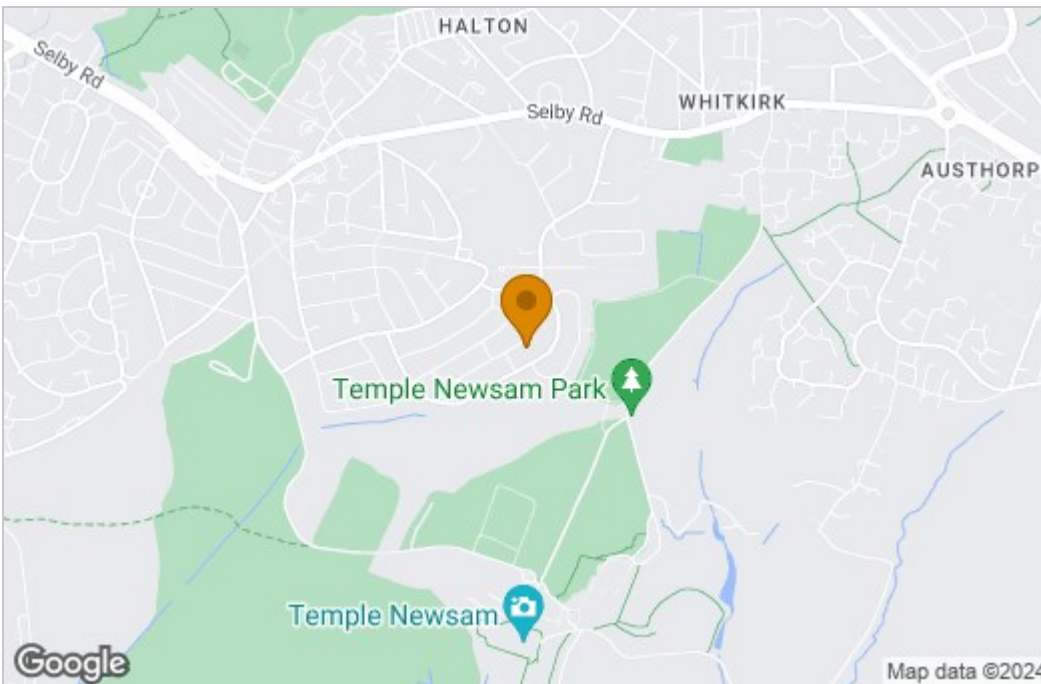 HALTON
Selby Rd
Selby Rd
WHITKIRK
AUSTHORP
Temple Newsam Park
Temple Newsam
Google
Map data ©2024